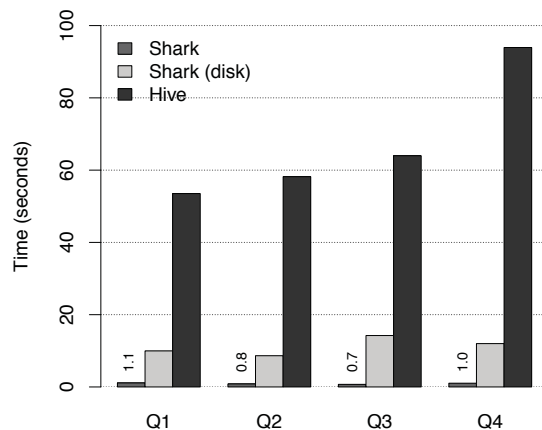 Time (seconds)
100
80
60
40
20
0
Shark
Shark (disk)
Hive
1.1
0.8
0.7
1.0
Q1
Q2
Q3
Q4